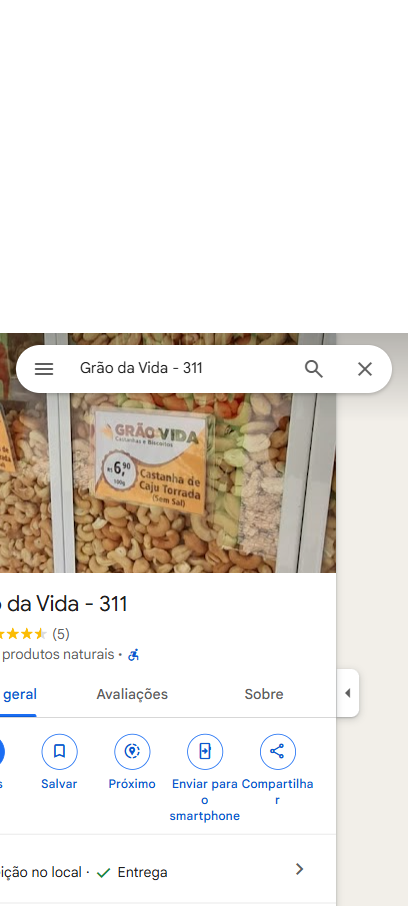 Grão da Vida - 311
GRÃO VIDA
Castanhas e Biscoitos
R$ 6,90
100g
Castanha de
Caju Torrada
(Sem Sal)
da Vida - 311
(5)
produtos naturais ·
geral Avaliações Sobre
Salvar Próximo Enviar para o smartphone Compartilhar
no local · Entrega